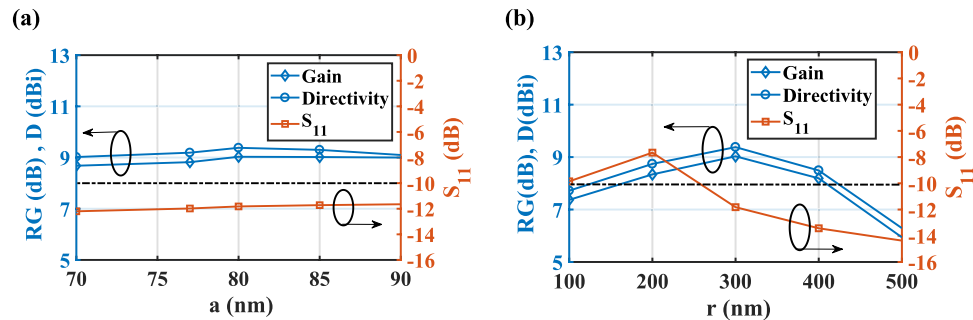 (a)
RG (dB) , D (dBi)
13
11
9
7
5
Gain
Directivity
S11
0
-2
-4
-6
-8
-10
-12
-14
-16
S11 (dB)
70
75
80
85
90
a (nm)
(b)
RG(dB), D(dBi)
13
11
9
7
5
Gain
Directivity
S11
0
-2
-4
-6
-8
-10
-12
-14
-16
S11 (dB)
100
200
300
400
500
r (nm)